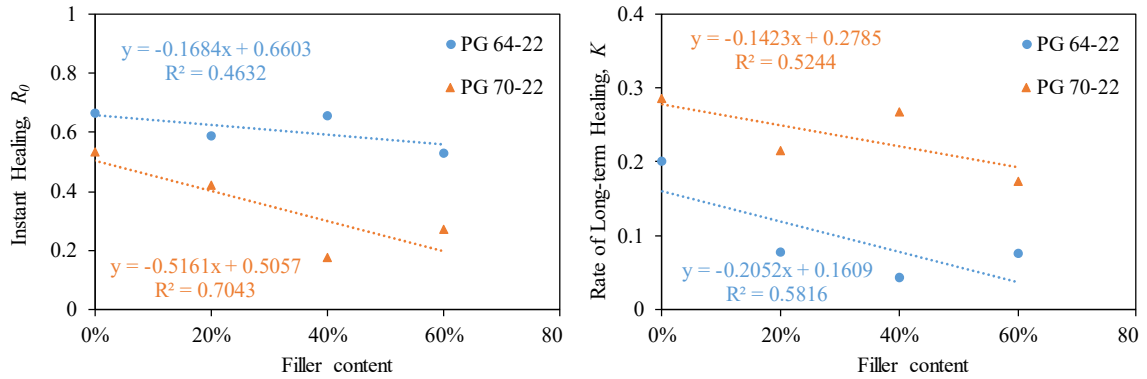 1
0.8
0.6
0.4
0.2
0
Instant Healing, R0
y = -0.1684x + 0.6603
R² = 0.4632
PG 64-22
PG 70-22
y = -0.5161x + 0.5057
R² = 0.7043
0% 20% 40% 60% 80
Filler content
0.4
0.3
0.2
0.1
0
Rate of Long-term Healing, K
y = -0.1423x + 0.2785
R² = 0.5244
PG 64-22
PG 70-22
y = -0.2052x + 0.1609
R² = 0.5816
0% 20% 40% 60% 80
Filler content